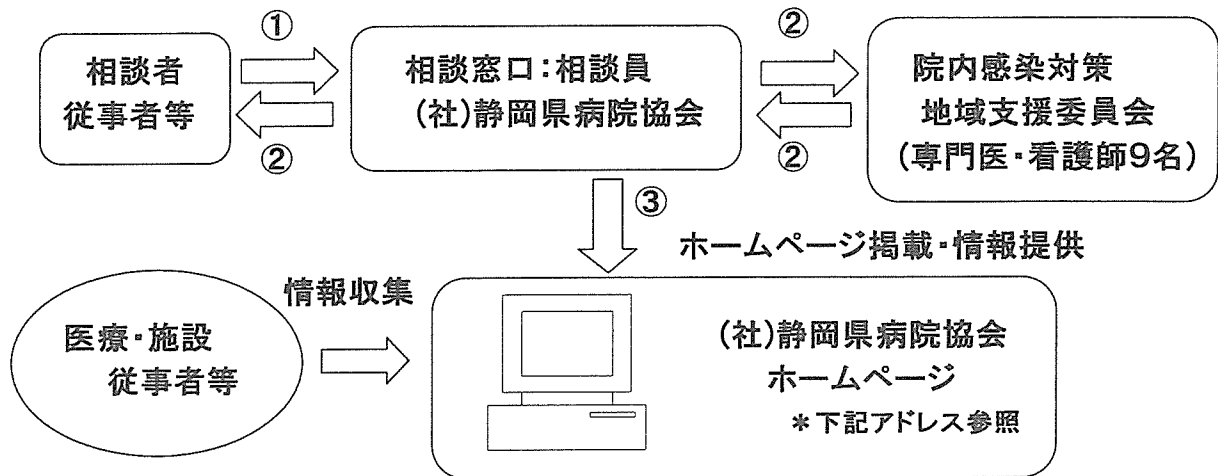 ①
②
相談者
従事者等
相談窓口：相談員
(社)静岡県病院協会
院内感染対策
地域支援委員会
(専門医・看護師9名)
②
②
③
ホームページ掲載・情報提供
医療・施設
従事者等
情報収集
(社)静岡県病院協会
ホームページ
＊下記アドレス参照